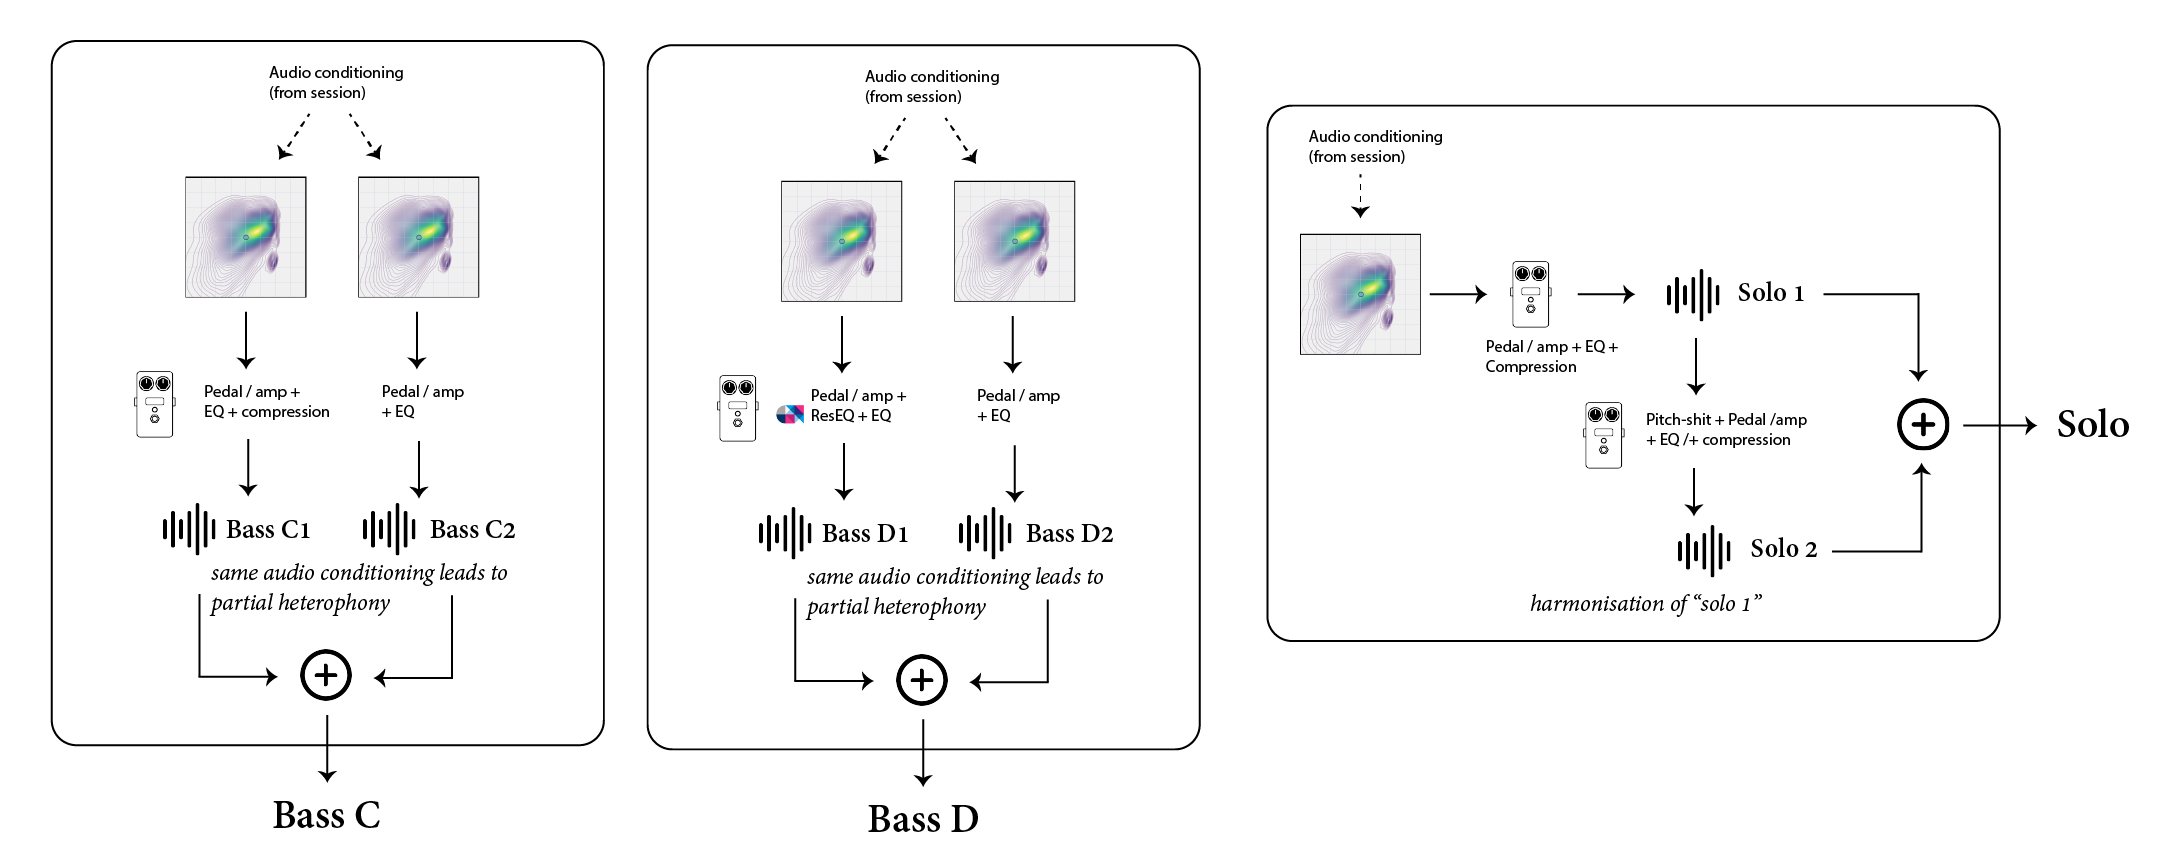 Audio conditioning
(from session)
Pedal / amp +
EQ + compression
Pedal / amp
+ EQ
Bass C1
Bass C2
same audio conditioning leads to
partial heterophony
Bass C
Audio conditioning
(from session)
Pedal / amp +
ResEQ + EQ
Pedal / amp
+ EQ
Bass D1
Bass D2
same audio conditioning leads to
partial heterophony
Bass D
Audio conditioning
(from session)
Pedal / amp + EQ +
Compression
Solo 1
Pitch-shit + Pedal /amp
+ EQ /+ compression
Solo 2
harmonisation of “solo 1”
Solo